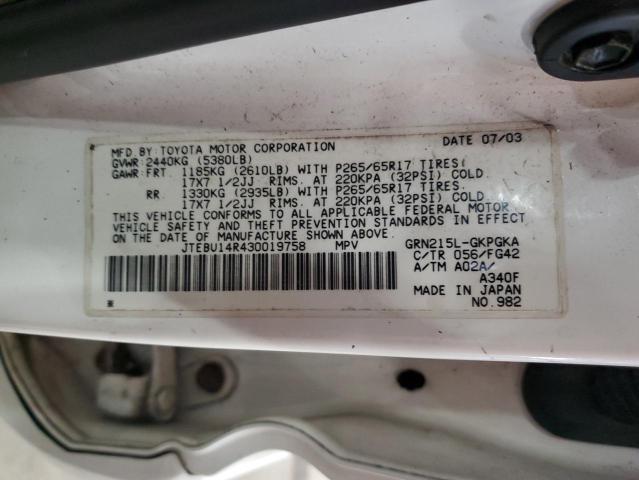 MFD. BY: TOYOTA MOTOR CORPORATION DATE 07/03
GVWR: 2440KG (5380LB)
GAWR: FRT. 1185KG (2610LB) WITH P265/65R17 TIRES(
17X7 1/2JJ RIMS. AT 220KPA (32PSI) COLD.
RR. 1330KG (2935LB) WITH P265/65R17 TIRES.
17X7 1/2JJ RIMS. AT 220KPA (32PSI) COLD.
THIS VEHICLE CONFORMS TO ALL APPLICABLE FEDERAL MOTOR
VEHICLE SAFETY AND THEFT PREVENTION STANDARDS IN EFFECT
ON THE DATE OF MANUFACTURE SHOWN ABOVE.
JTEBU14R430019758 MPV GRN215L-GKPGKA
C/TR 056/FG42
A/TM A02A/
A340F
MADE IN JAPAN
NO.982